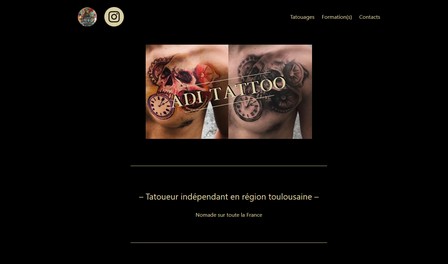 Tatouages Formation(s) Contacts
ADI TATTOO
– Tatoueur indépendant en région toulousaine –
Nomade sur toute la France